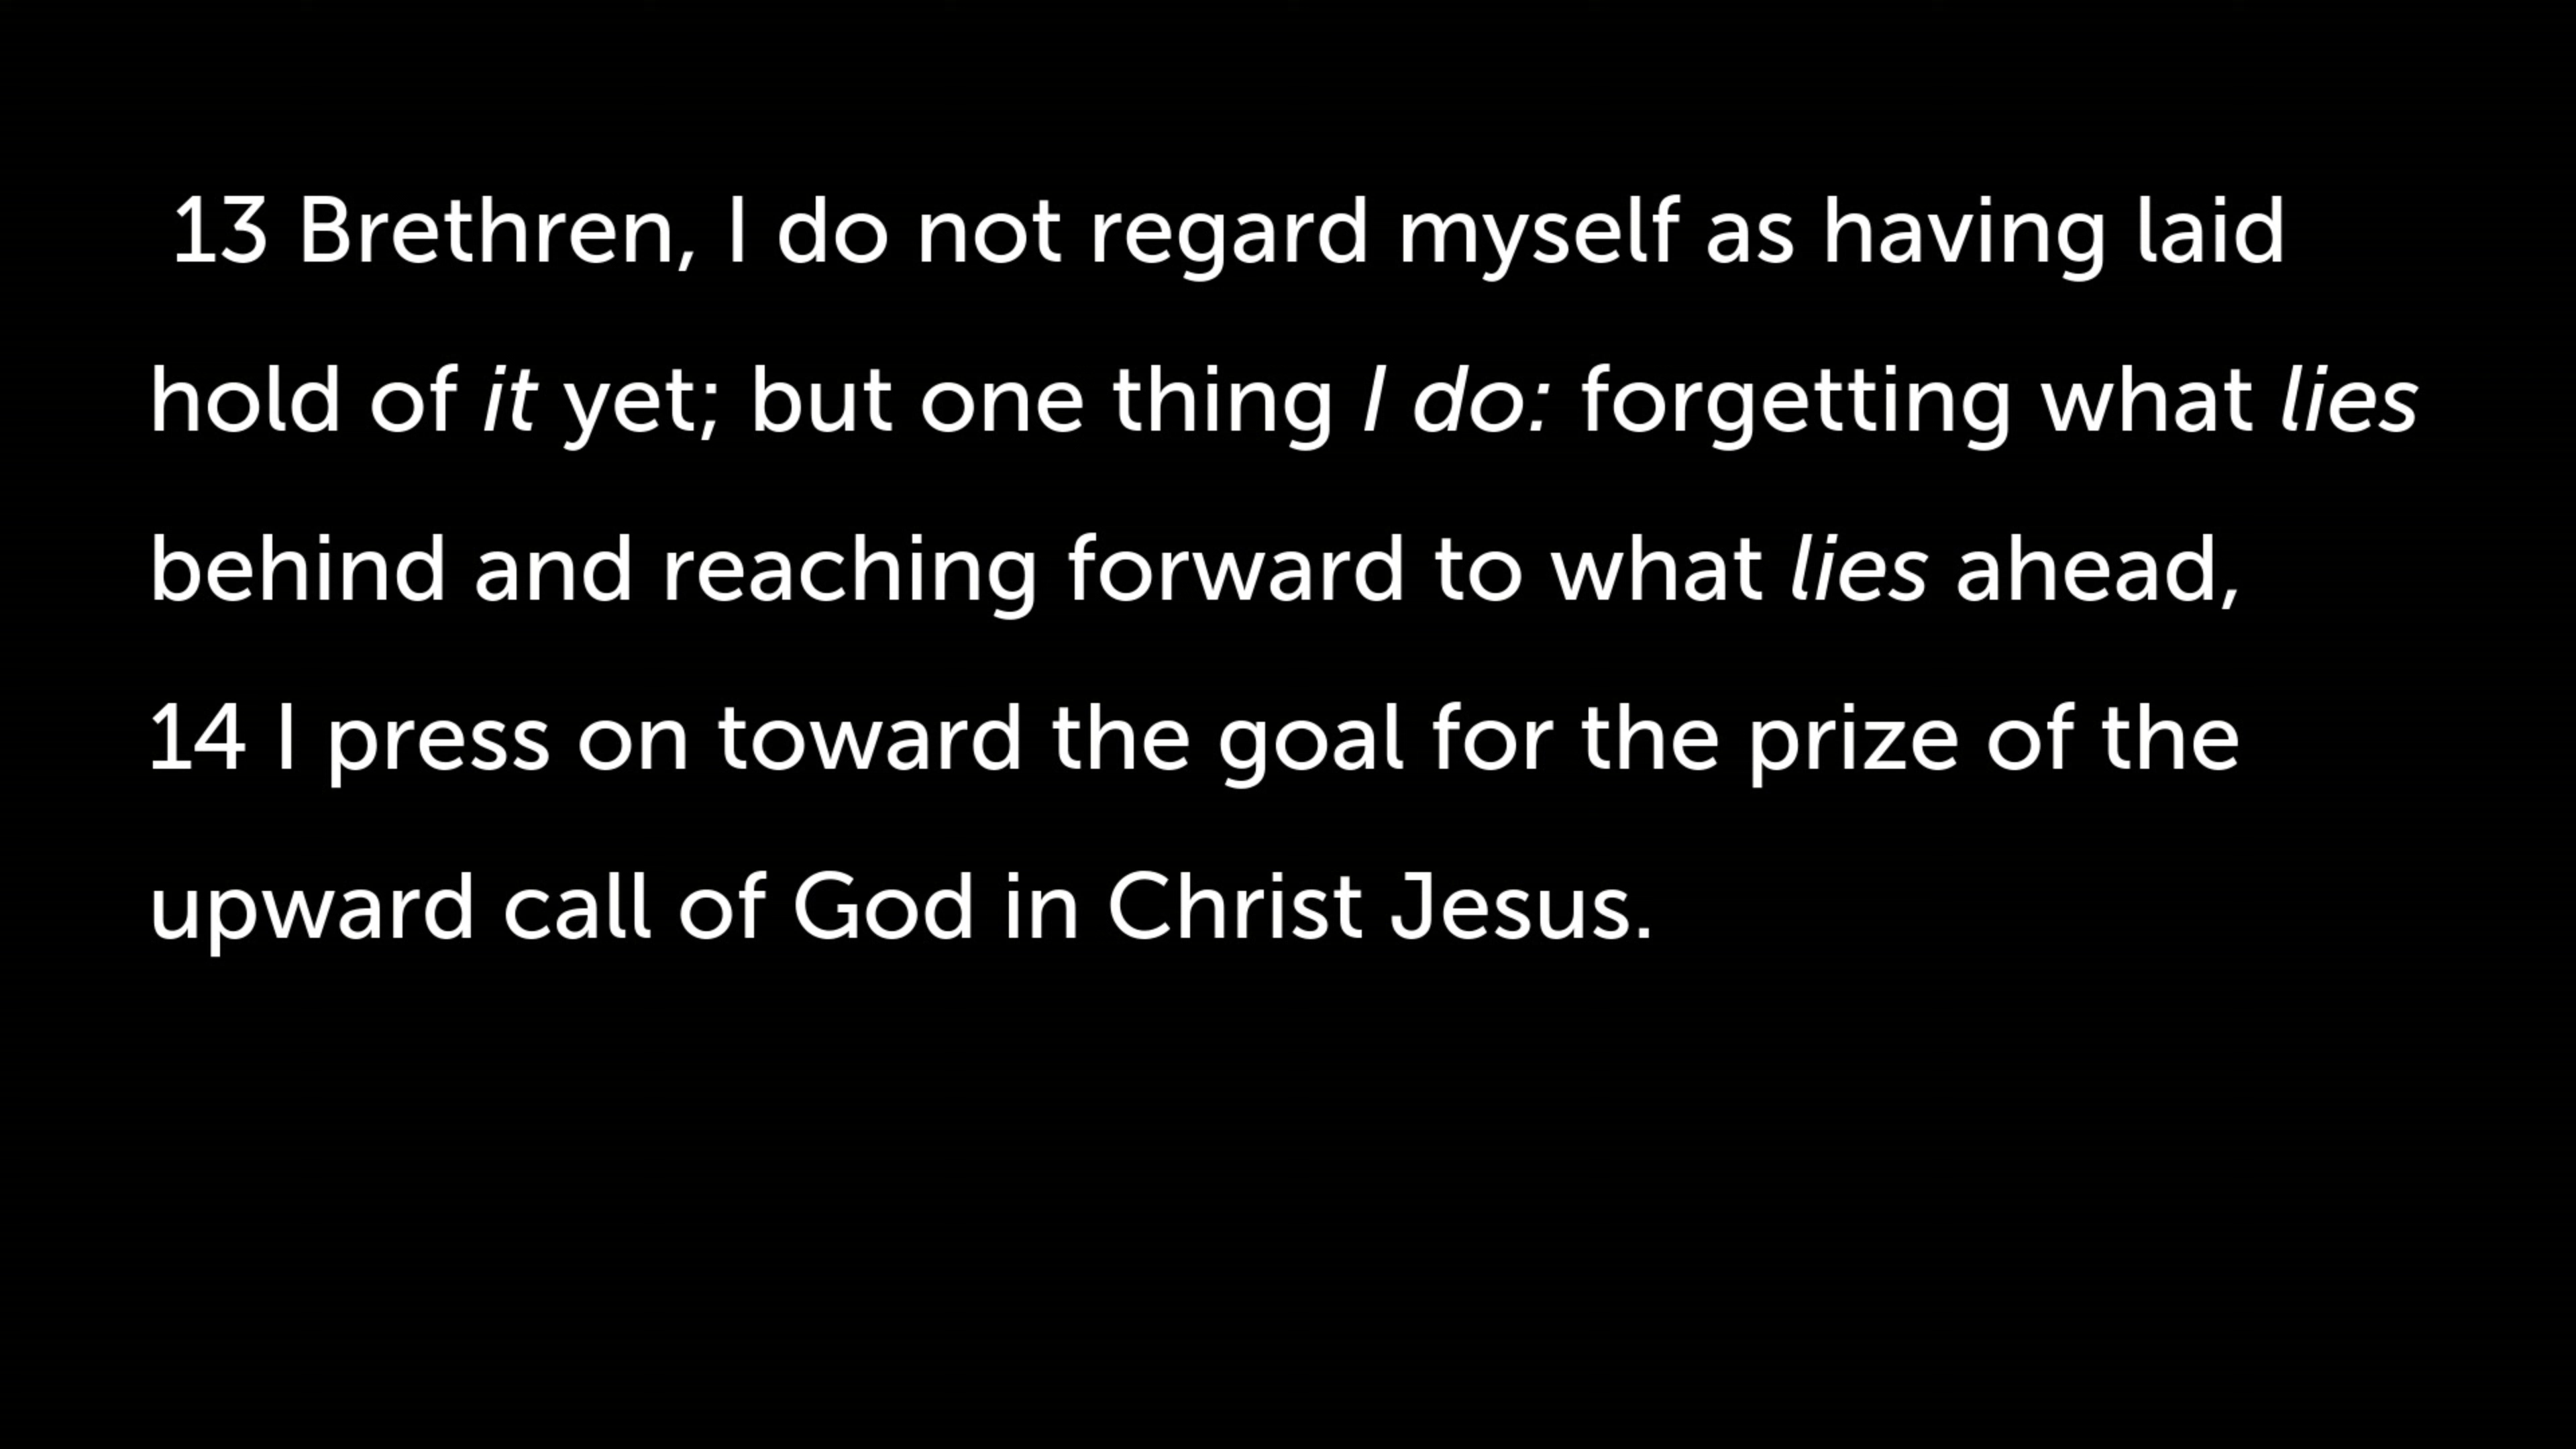 13 Brethren, I do not regard myself as having laid
hold of it yet; but one thing I do: forgetting what lies
behind and reaching forward to what lies ahead,
14 I press on toward the goal for the prize of the
upward call of God in Christ Jesus.